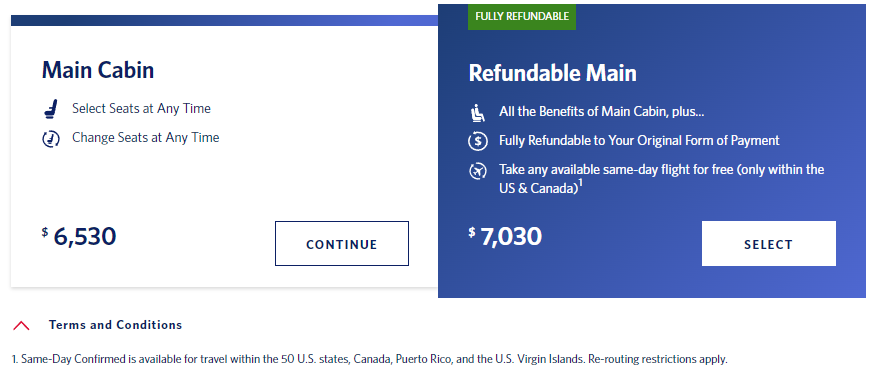 Main Cabin
Select Seats at Any Time
Change Seats at Any Time
$ 6,530
CONTINUE
FULLY REFUNDABLE
Refundable Main
All the Benefits of Main Cabin, plus...
Fully Refundable to Your Original Form of Payment
Take any available same-day flight for free (only within the
US & Canada)1
$ 7,030
SELECT
Terms and Conditions
1. Same-Day Confirmed is available for travel within the 50 U.S. states, Canada, Puerto Rico, and the U.S. Virgin Islands. Re-routing restrictions apply.